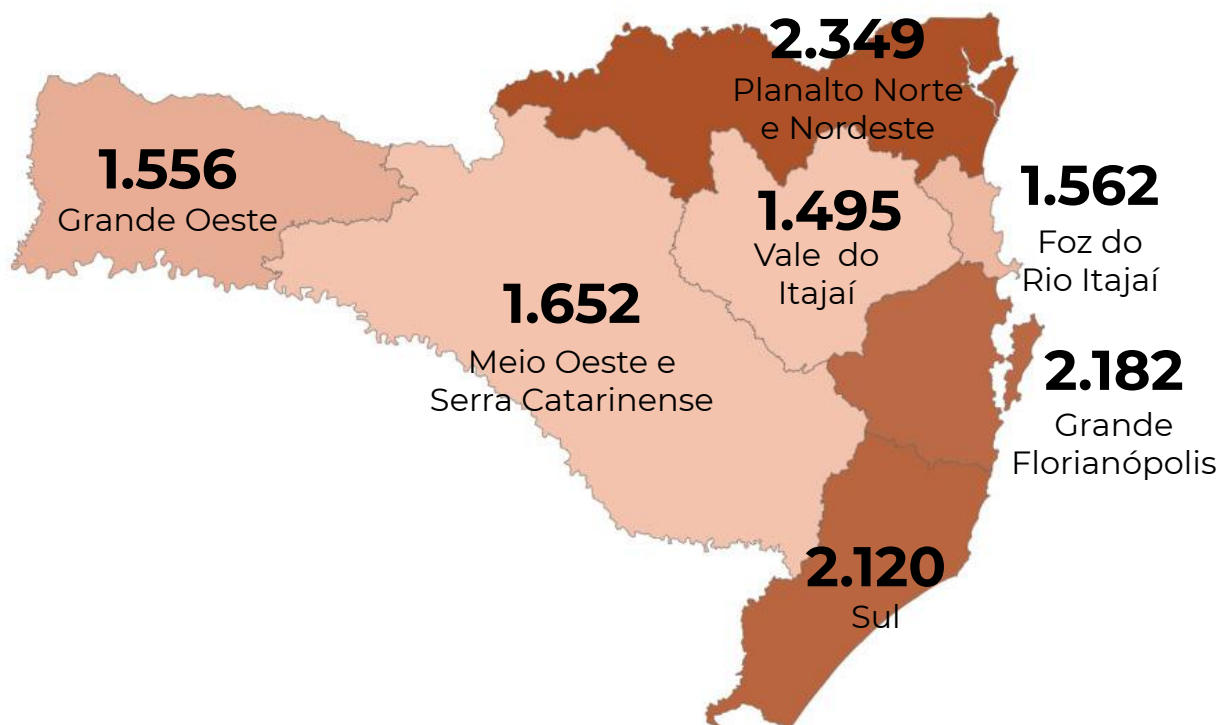 2.349
Planalto Norte
e Nordeste
1.556
Grande Oeste
1.495
Vale do
Itajaí
1.562
Foz do
Rio Itajaí
1.652
Meio Oeste e
Serra Catarinense
2.182
Grande
Florianópolis
2.120
Sul